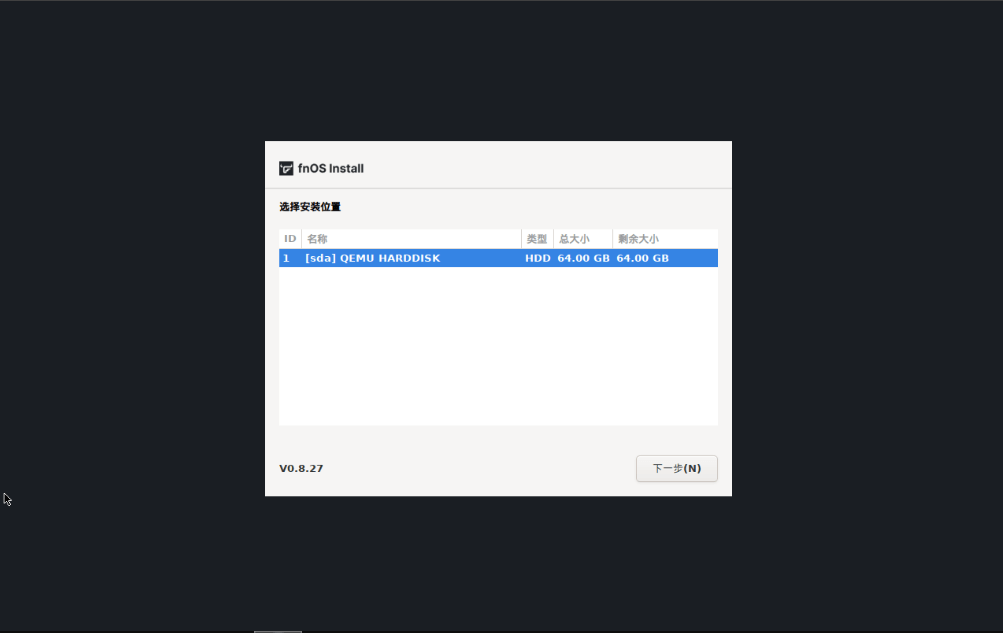 fnOS Install
选择安装位置
ID 名称 类型 总大小 剩余大小
1 [sda] QEMU HARDDISK HDD 64.00 GB 64.00 GB
V0.8.27 下一步(N)